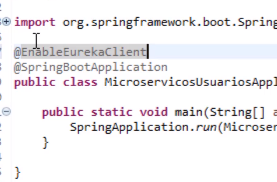 import org.springframework.boot.Spring
@EnableEurekaClient
@SpringBootApplication
public class MicroservicosUsuariosAppl
public static void main(String[] a
SpringApplication.run(Microser
}
}